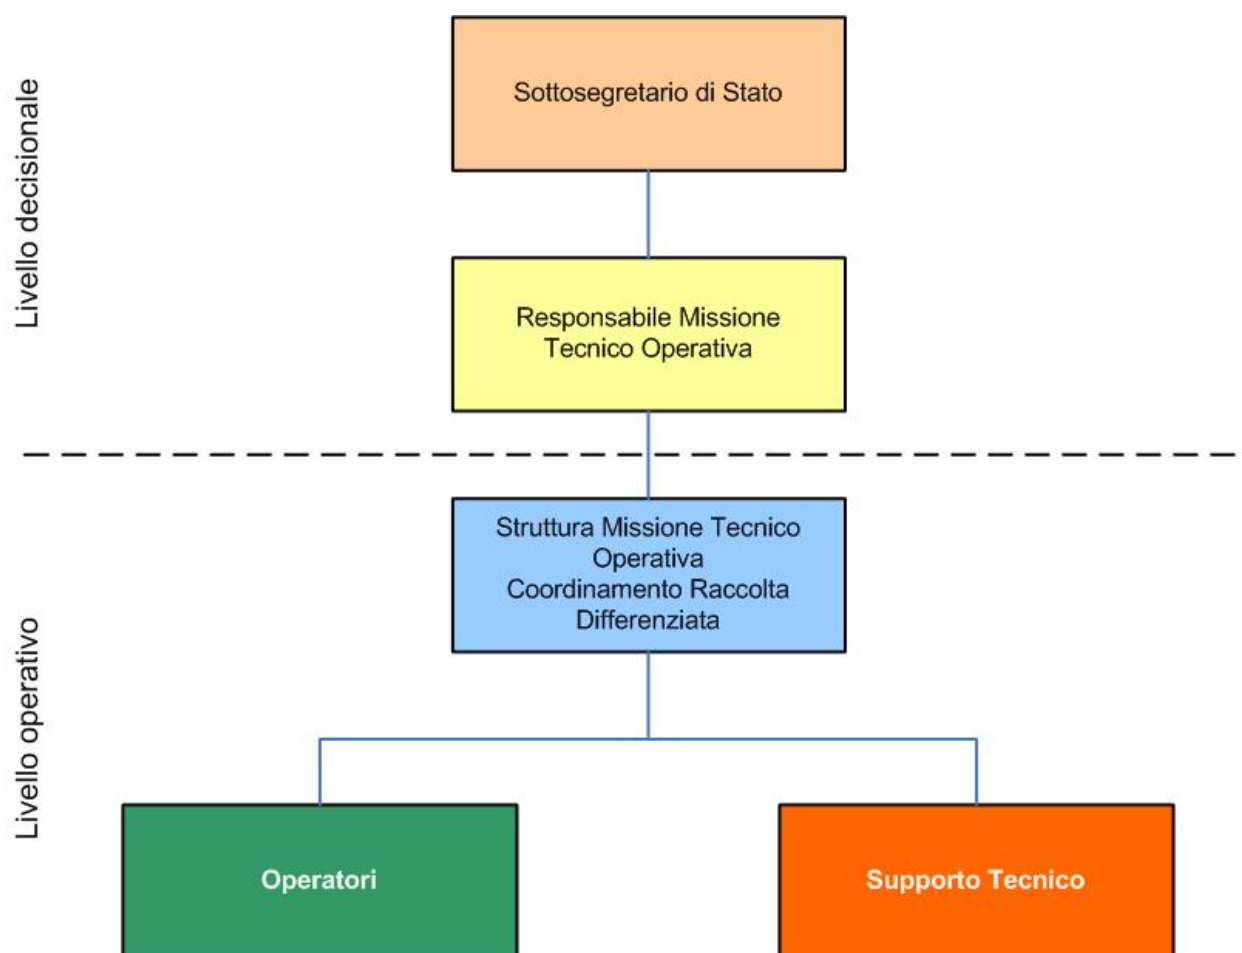 Livello decisionale
Sottosegretario di Stato
Responsabile Missione
Tecnico Operativa
Livello operativo
Struttura Missione Tecnico
Operativa
Coordinamento Raccolta
Differenziata
Operatori
Supporto Tecnico